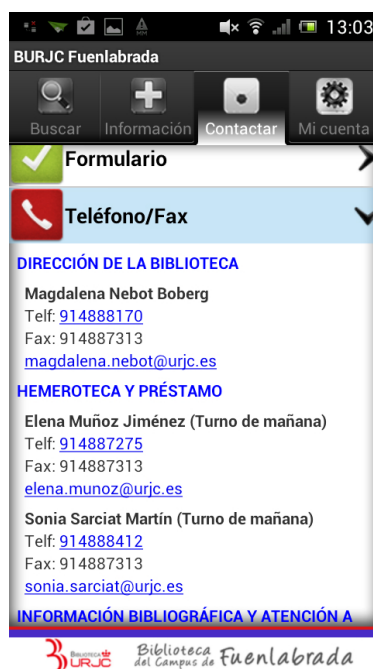 13:03
BURJC Fuenlabrada
Buscar Información Contactar Mi cuenta
Formulario
Teléfono/Fax
DIRECCIÓN DE LA BIBLIOTECA
Magdalena Nebot Boberg
Telf: 914888170
Fax: 914887313
magdalena.nebot@urjc.es
HEMEROTECA Y PRÉSTAMO
Elena Muñoz Jiménez (Turno de mañana)
Telf: 914887275
Fax: 914887313
elena.munoz@urjc.es
Sonia Sarciat Martín (Turno de mañana)
Telf: 914888412
Fax: 914887313
sonia.sarciat@urjc.es
INFORMACIÓN BIBLIOGRÁFICA Y ATENCIÓN A
BIBLIOTECA URJC Biblioteca del Campus de Fuenlabrada